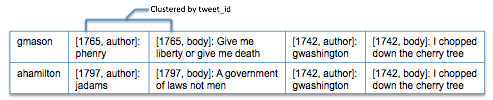 Clustered by tweet_id
gmason [1765, author]: [1765, body]: Give me [1742, author]: [1742, body]: I chopped
phenry liberty or give me death gwashington down the cherry tree
ahamilton [1797, author]: [1797, body]: A government [1742, author]: [1742, body]: I chopped
jadams of laws not men gwashington down the cherry tree